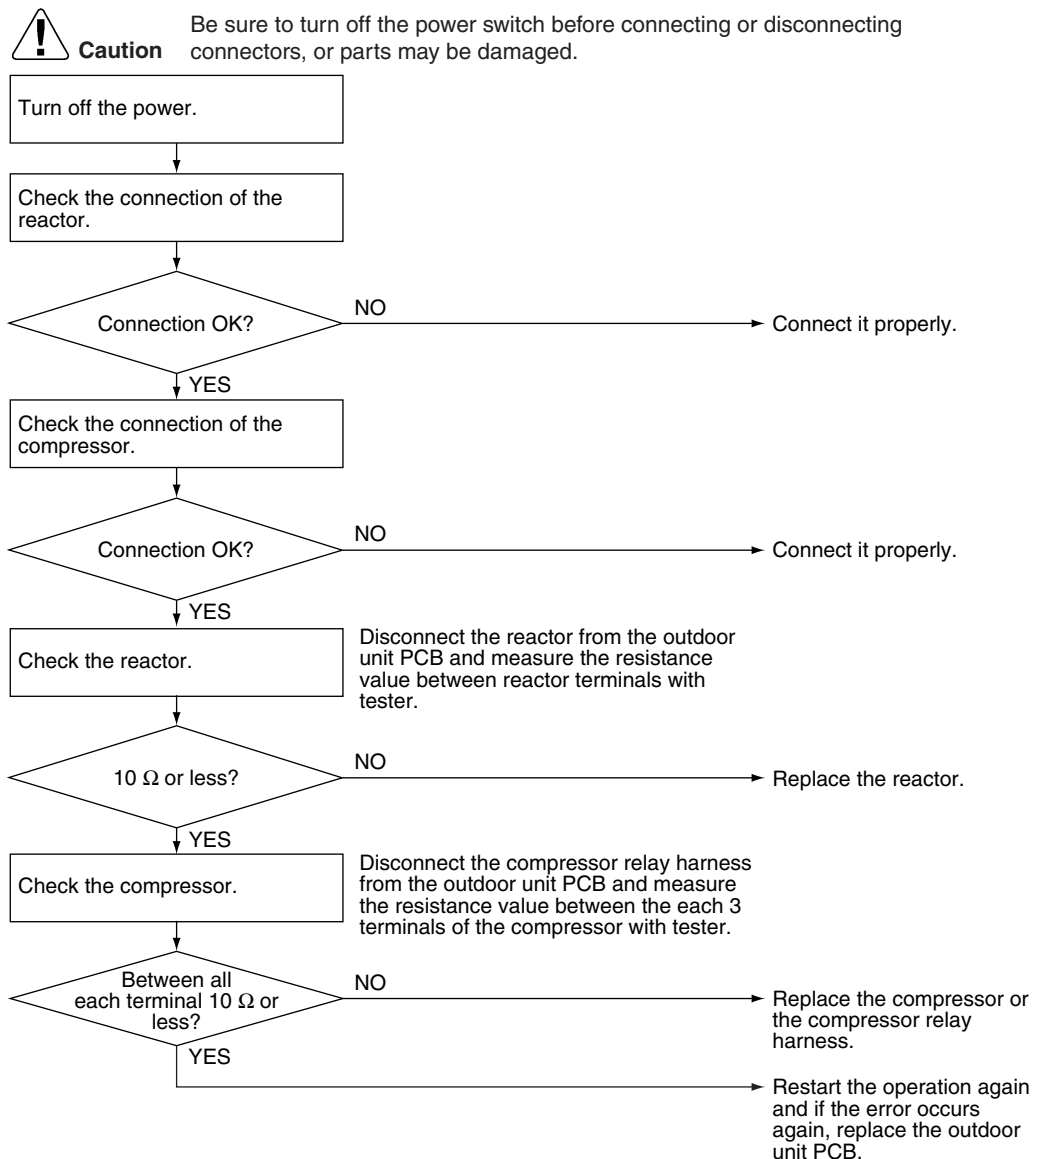 Caution
Be sure to turn off the power switch before connecting or disconnecting
connectors, or parts may be damaged.
Turn off the power.
Check the connection of the
reactor.
Connection OK?
NO
Connect it properly.
YES
Check the connection of the
compressor.
Connection OK?
NO
Connect it properly.
YES
Check the reactor.
Disconnect the reactor from the outdoor
unit PCB and measure the resistance
value between reactor terminals with
tester.
10 Ω or less?
NO
Replace the reactor.
YES
Check the compressor.
Disconnect the compressor relay harness
from the outdoor unit PCB and measure
the resistance value between the each 3
terminals of the compressor with tester.
Between all
each terminal 10 Ω or
less?
NO
Replace the compressor or
the compressor relay
harness.
YES
Restart the operation again
and if the error occurs
again, replace the outdoor
unit PCB.